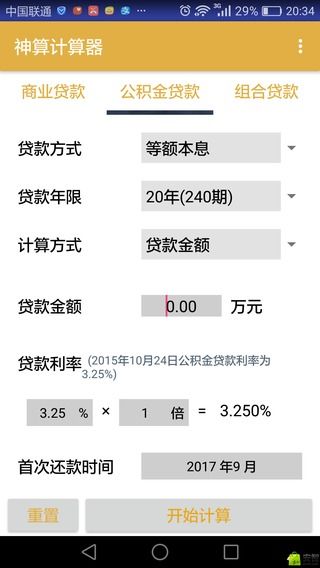 中国联通 3G 29% 20:34
神算计算器
商业贷款 公积金贷款 组合贷款
贷款方式 等额本息
贷款年限 20年(240期)
计算方式 贷款金额
贷款金额 0.00 万元
贷款利率 (2015年10月24日公积金贷款利率为
3.25%)
3.25 % × 1 倍 = 3.250%
首次还款时间 2017 年9 月
重置 开始计算